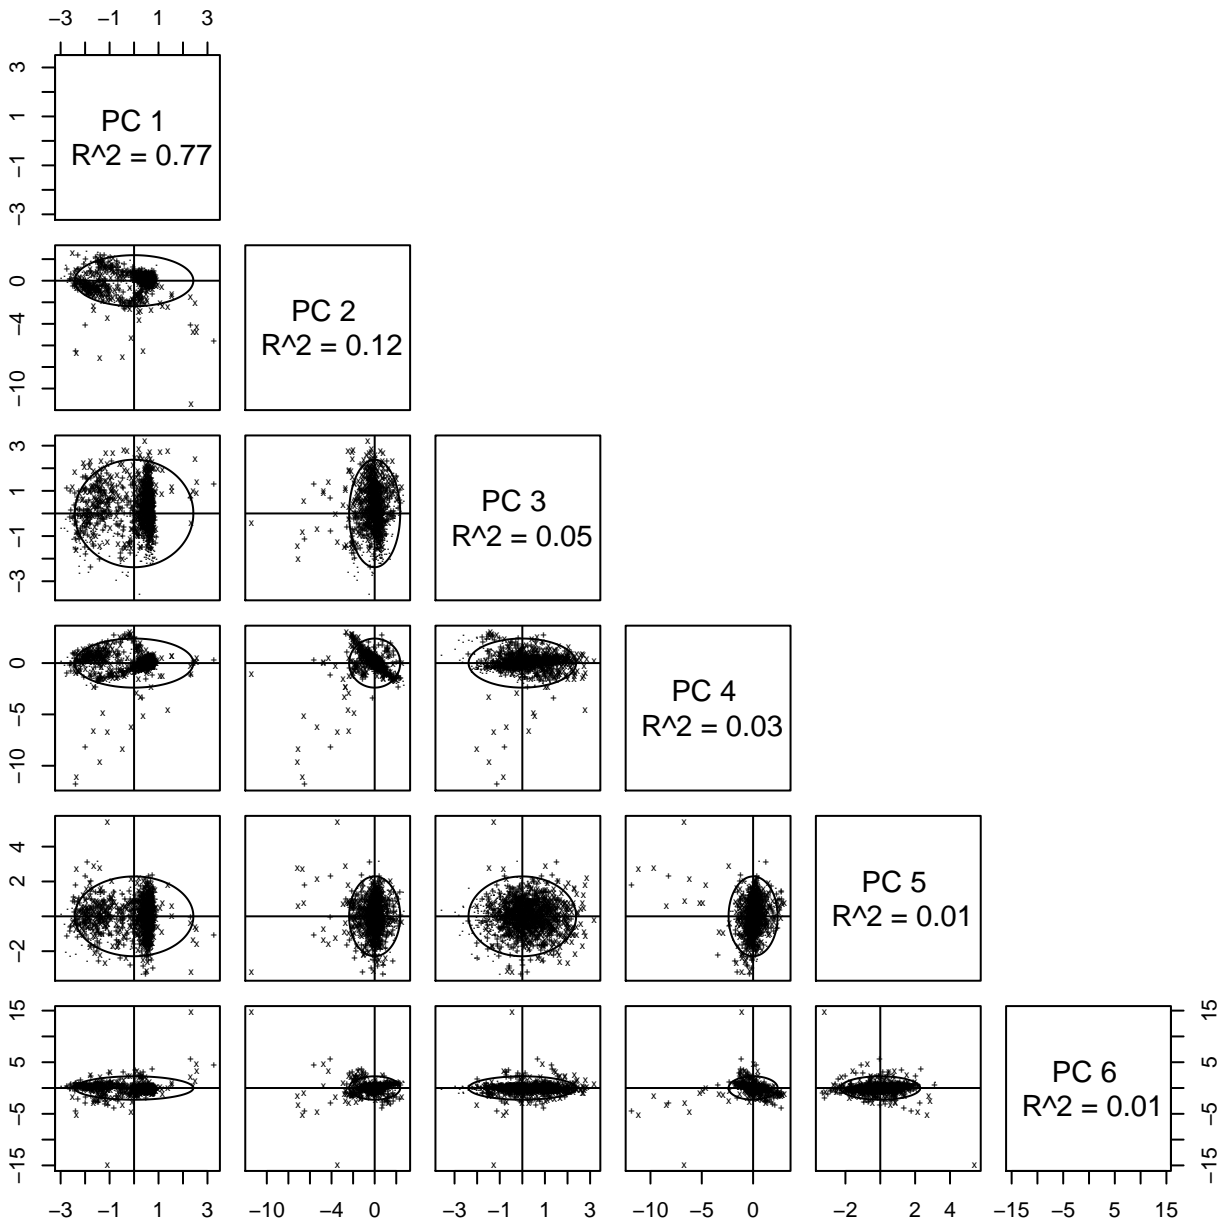 −3 −1 1 3
3
1
−1
−3
PC 1
R^2 = 0.77
0
−4
−10
PC 2
R^2 = 0.12
3
1
−1
−3
PC 3
R^2 = 0.05
0
−5
−10
PC 4
R^2 = 0.03
4
2
0
−2
PC 5
R^2 = 0.01
15
5
−5
−15
PC 6
R^2 = 0.01
15
5
−5
−15
−3 −1 1 3
−10 −4 0
−3 −1 1 3
−10 −5 0
−2 2 4
−15 −5 5 15